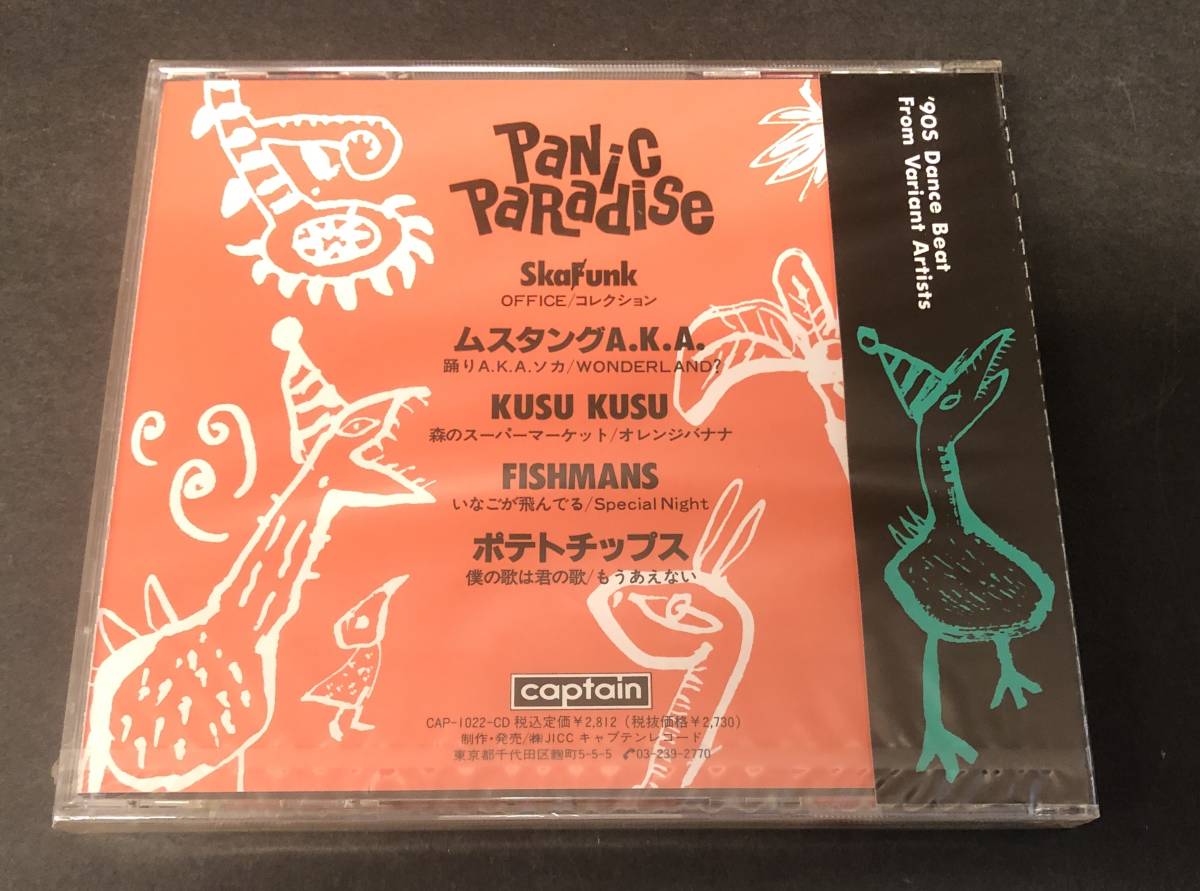 Panic
Paradise
SkaFunk
OFFICE/コレクション
ムスタングA.K.A.
踊りA.K.A.ソカ/WONDERLAND?
KUSU KUSU
森のスーパーマーケット/オレンジバナナ
FISHMANS
いなごが飛んでる/Special Night
ポテトチップス
僕の歌は君の歌/もうあえない
captain
CAP-1022-CD 税込定価¥2,812 (税抜価格¥2,730)
制作・発売/㈱JICC キャプテンレコード
東京都千代田区麴町5-5-5 ✆03-239-2770
'90S Dance Beat
From Variant Artists